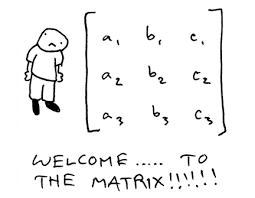 a₁ b₁ c₁
a₂ b₂ c₂
a₃ b₃ c₃
WELCOME ..... TO
THE MATRIX!!!!!!